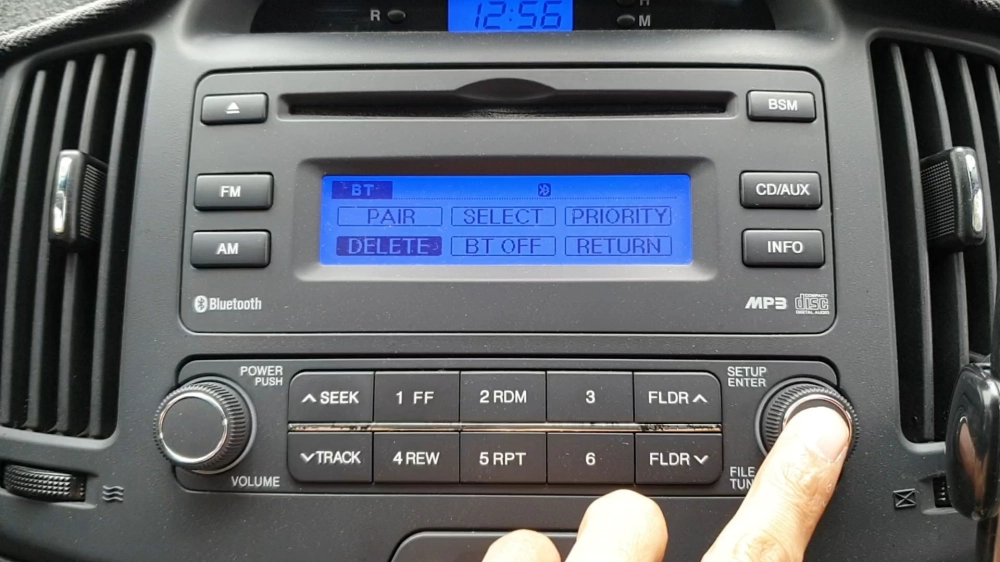 R 12:56 H
M
BSM
FM
CD/AUX
AM
INFO
BT
PAIR SELECT PRIORITY
DELETE BT OFF RETURN
Bluetooth
MP3 COMPACT disc DIGITAL AUDIO
POWER PUSH
VOLUME
SEEK 1 FF 2 RDM 3 FLDR
TRACK 4 REW 5 RPT 6 FLDR
SETUP
ENTER
FILE